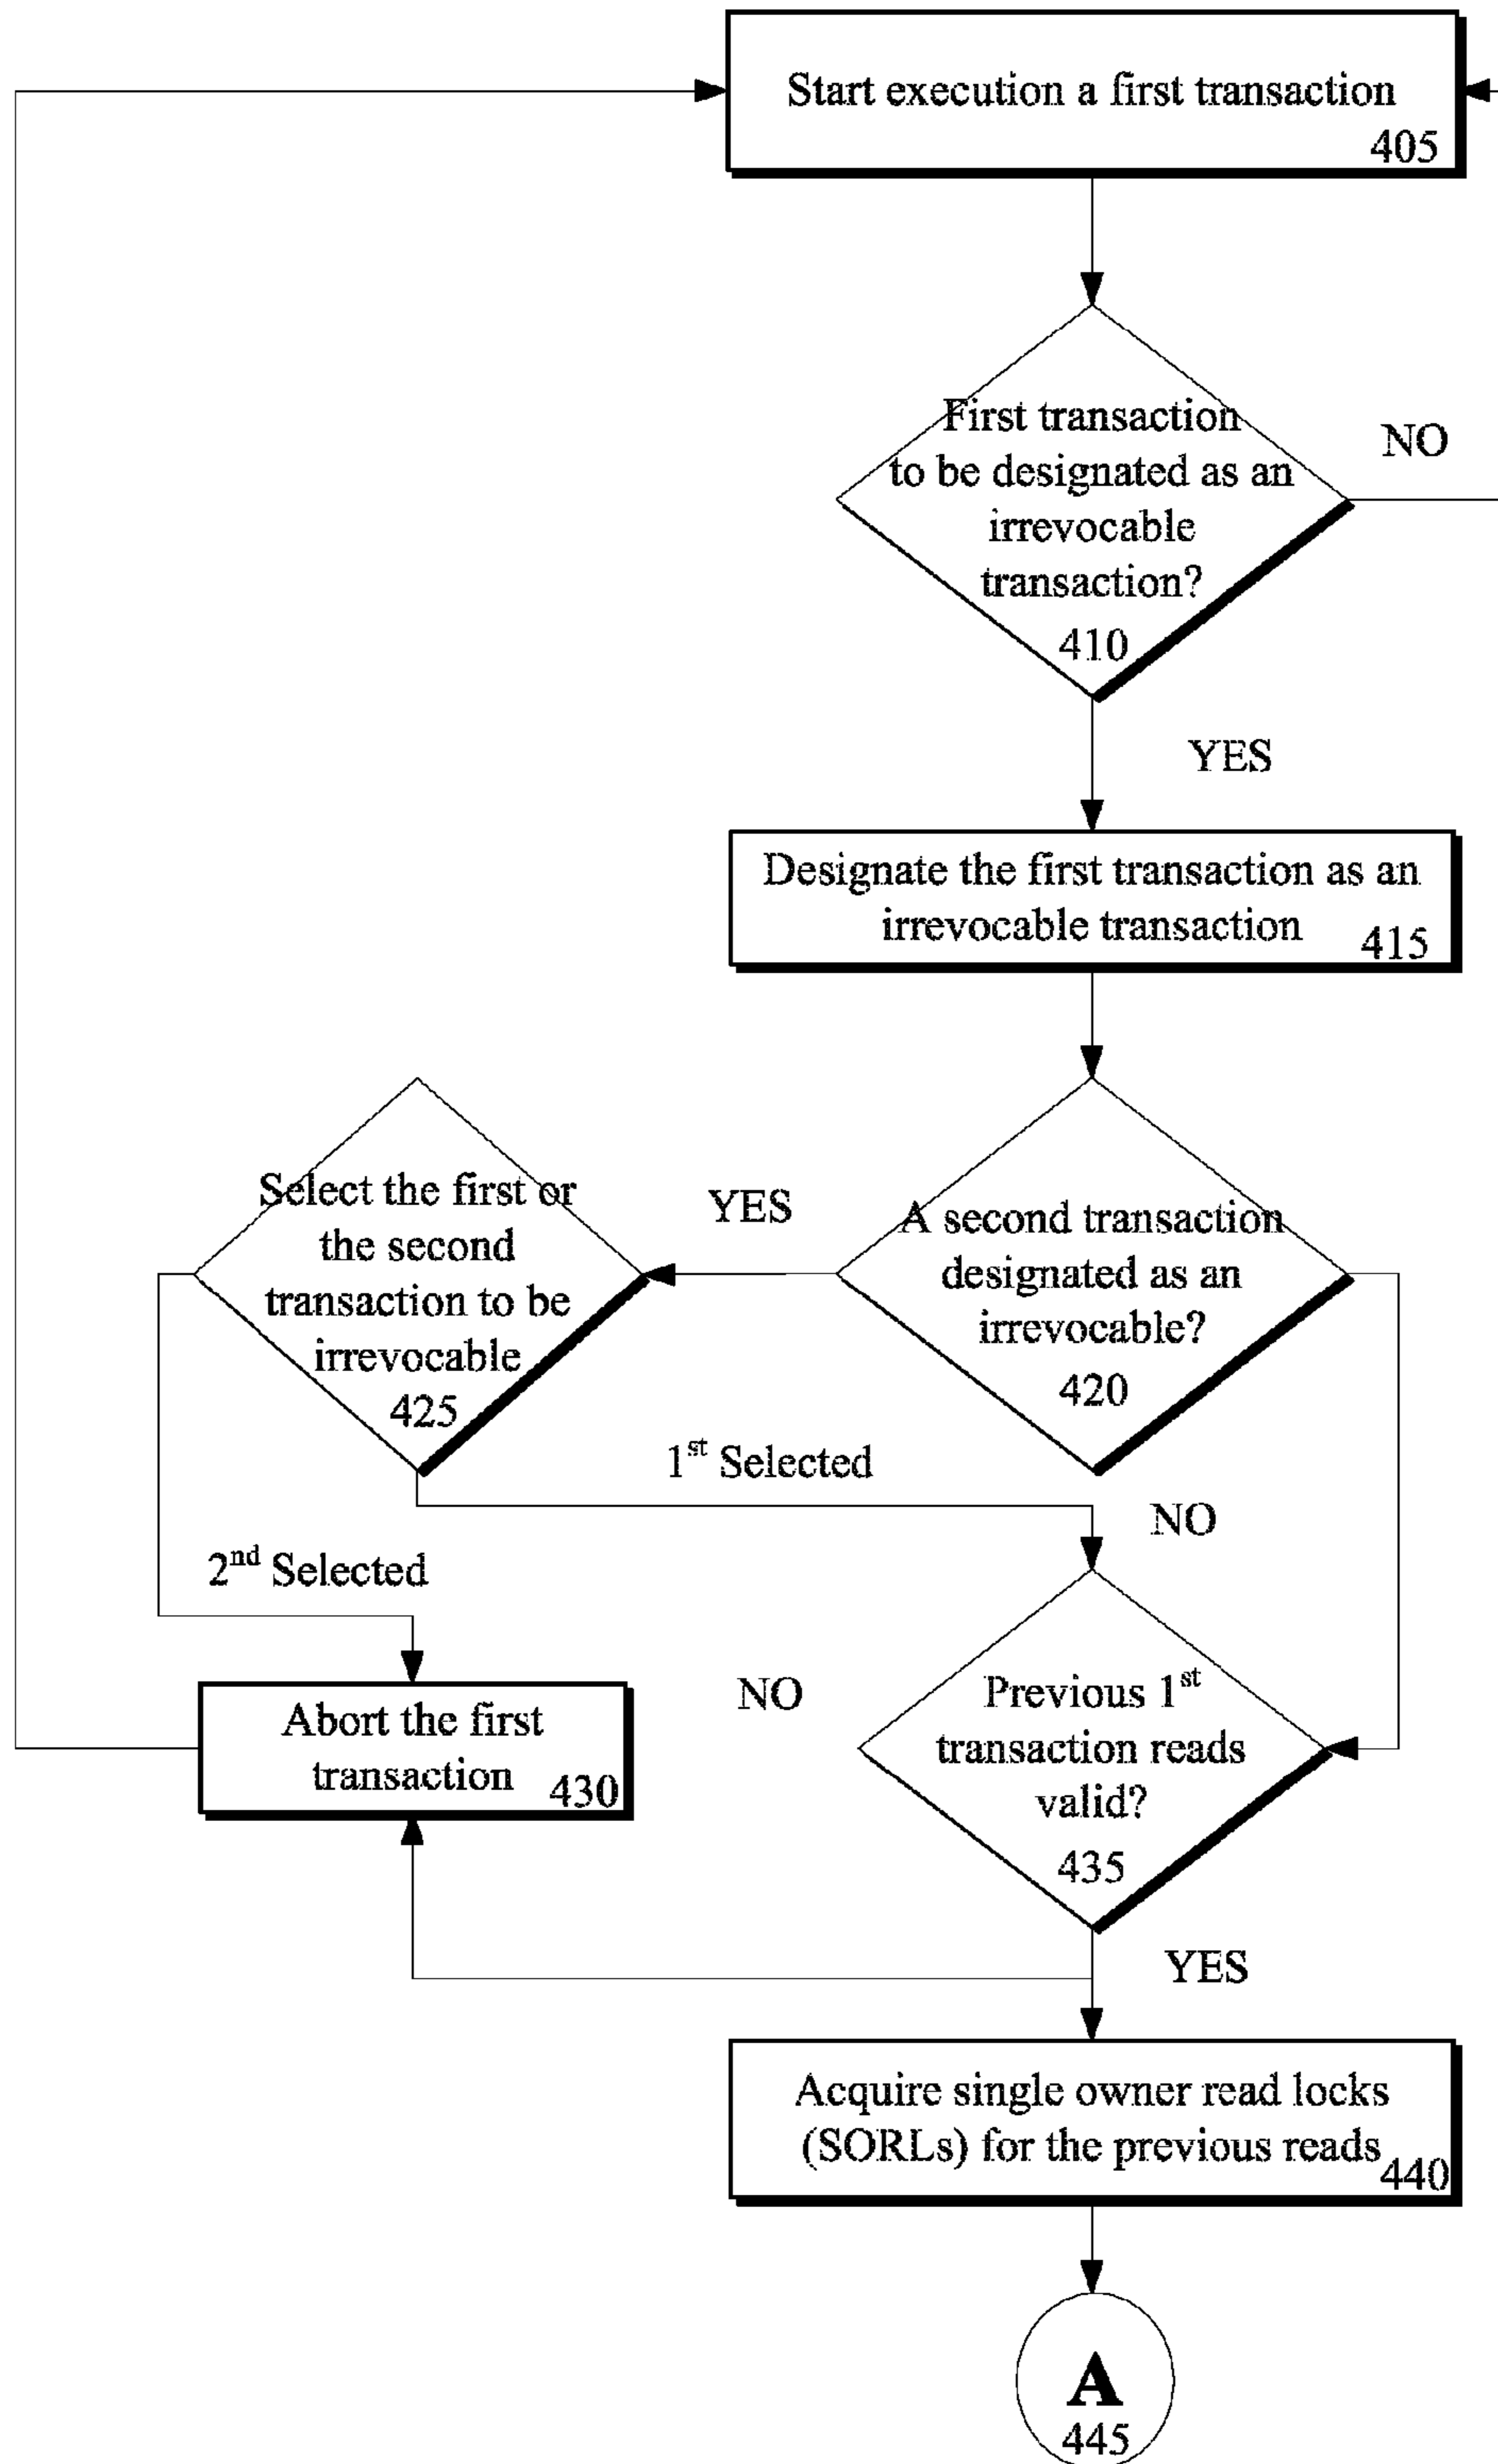 Start execution a first transaction
405
First transaction
to be designated as an
irrevocable
transaction?
410
NO
YES
Designate the first transaction as an
irrevocable transaction
415
A second transaction
designated as an
irrevocable?
420
YES
Select the first or
the second
transaction to be
irrevocable
425
1st Selected
NO
2nd Selected
Abort the first
transaction
430
NO
Previous 1st
transaction reads
valid?
435
YES
Acquire single owner read locks
(SORLs) for the previous reads
440
A
445